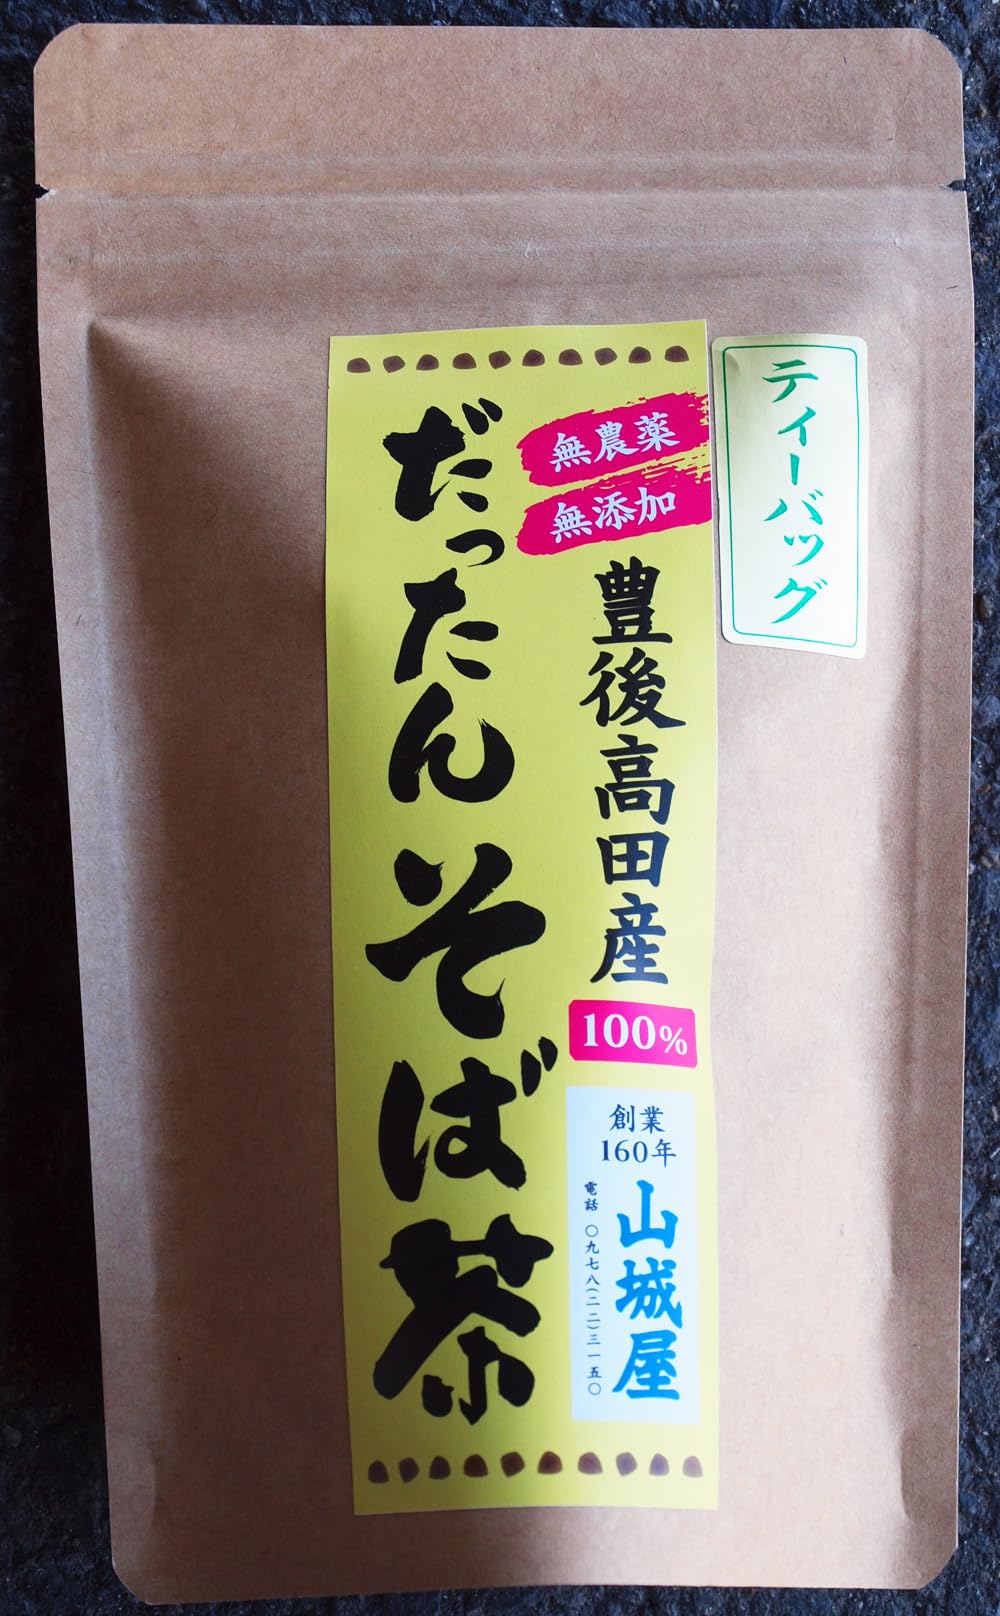 ティーバッグ
無農薬
無添加
豊後高田産
100%
だったんそば茶
創業
160年
山城屋
電話 〇九七八(二二)三一五〇